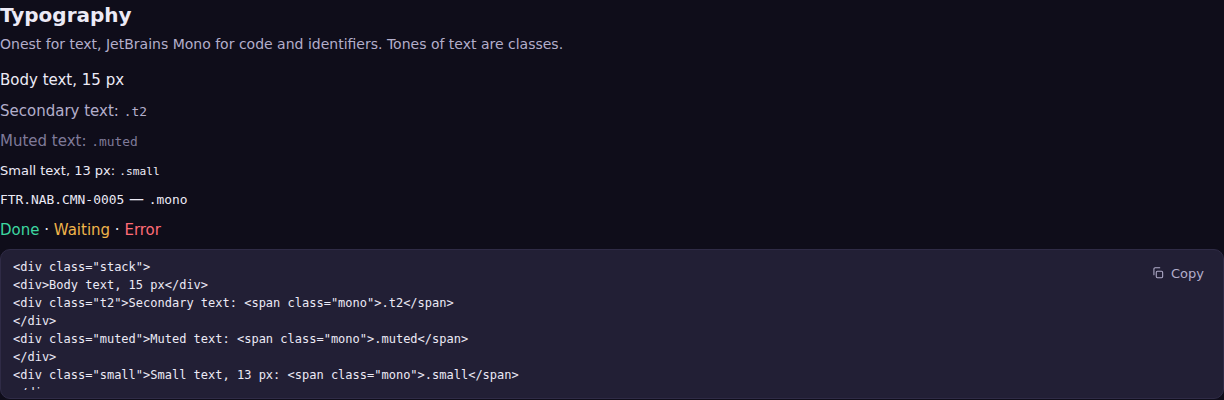 Typography
Onest for text, JetBrains Mono for code and identifiers. Tones of text are classes.
Body text, 15 px
Secondary text: .t2
Muted text: .muted
Small text, 13 px: .small
FTR.NAB.CMN-0005 — .mono
Done · Waiting · Error
Copy
<div class="stack">
<div>Body text, 15 px</div>
<div class="t2">Secondary text: <span class="mono">.t2</span>
</div>
<div class="muted">Muted text: <span class="mono">.muted</span>
</div>
<div class="small">Small text, 13 px: <span class="mono">.small</span>